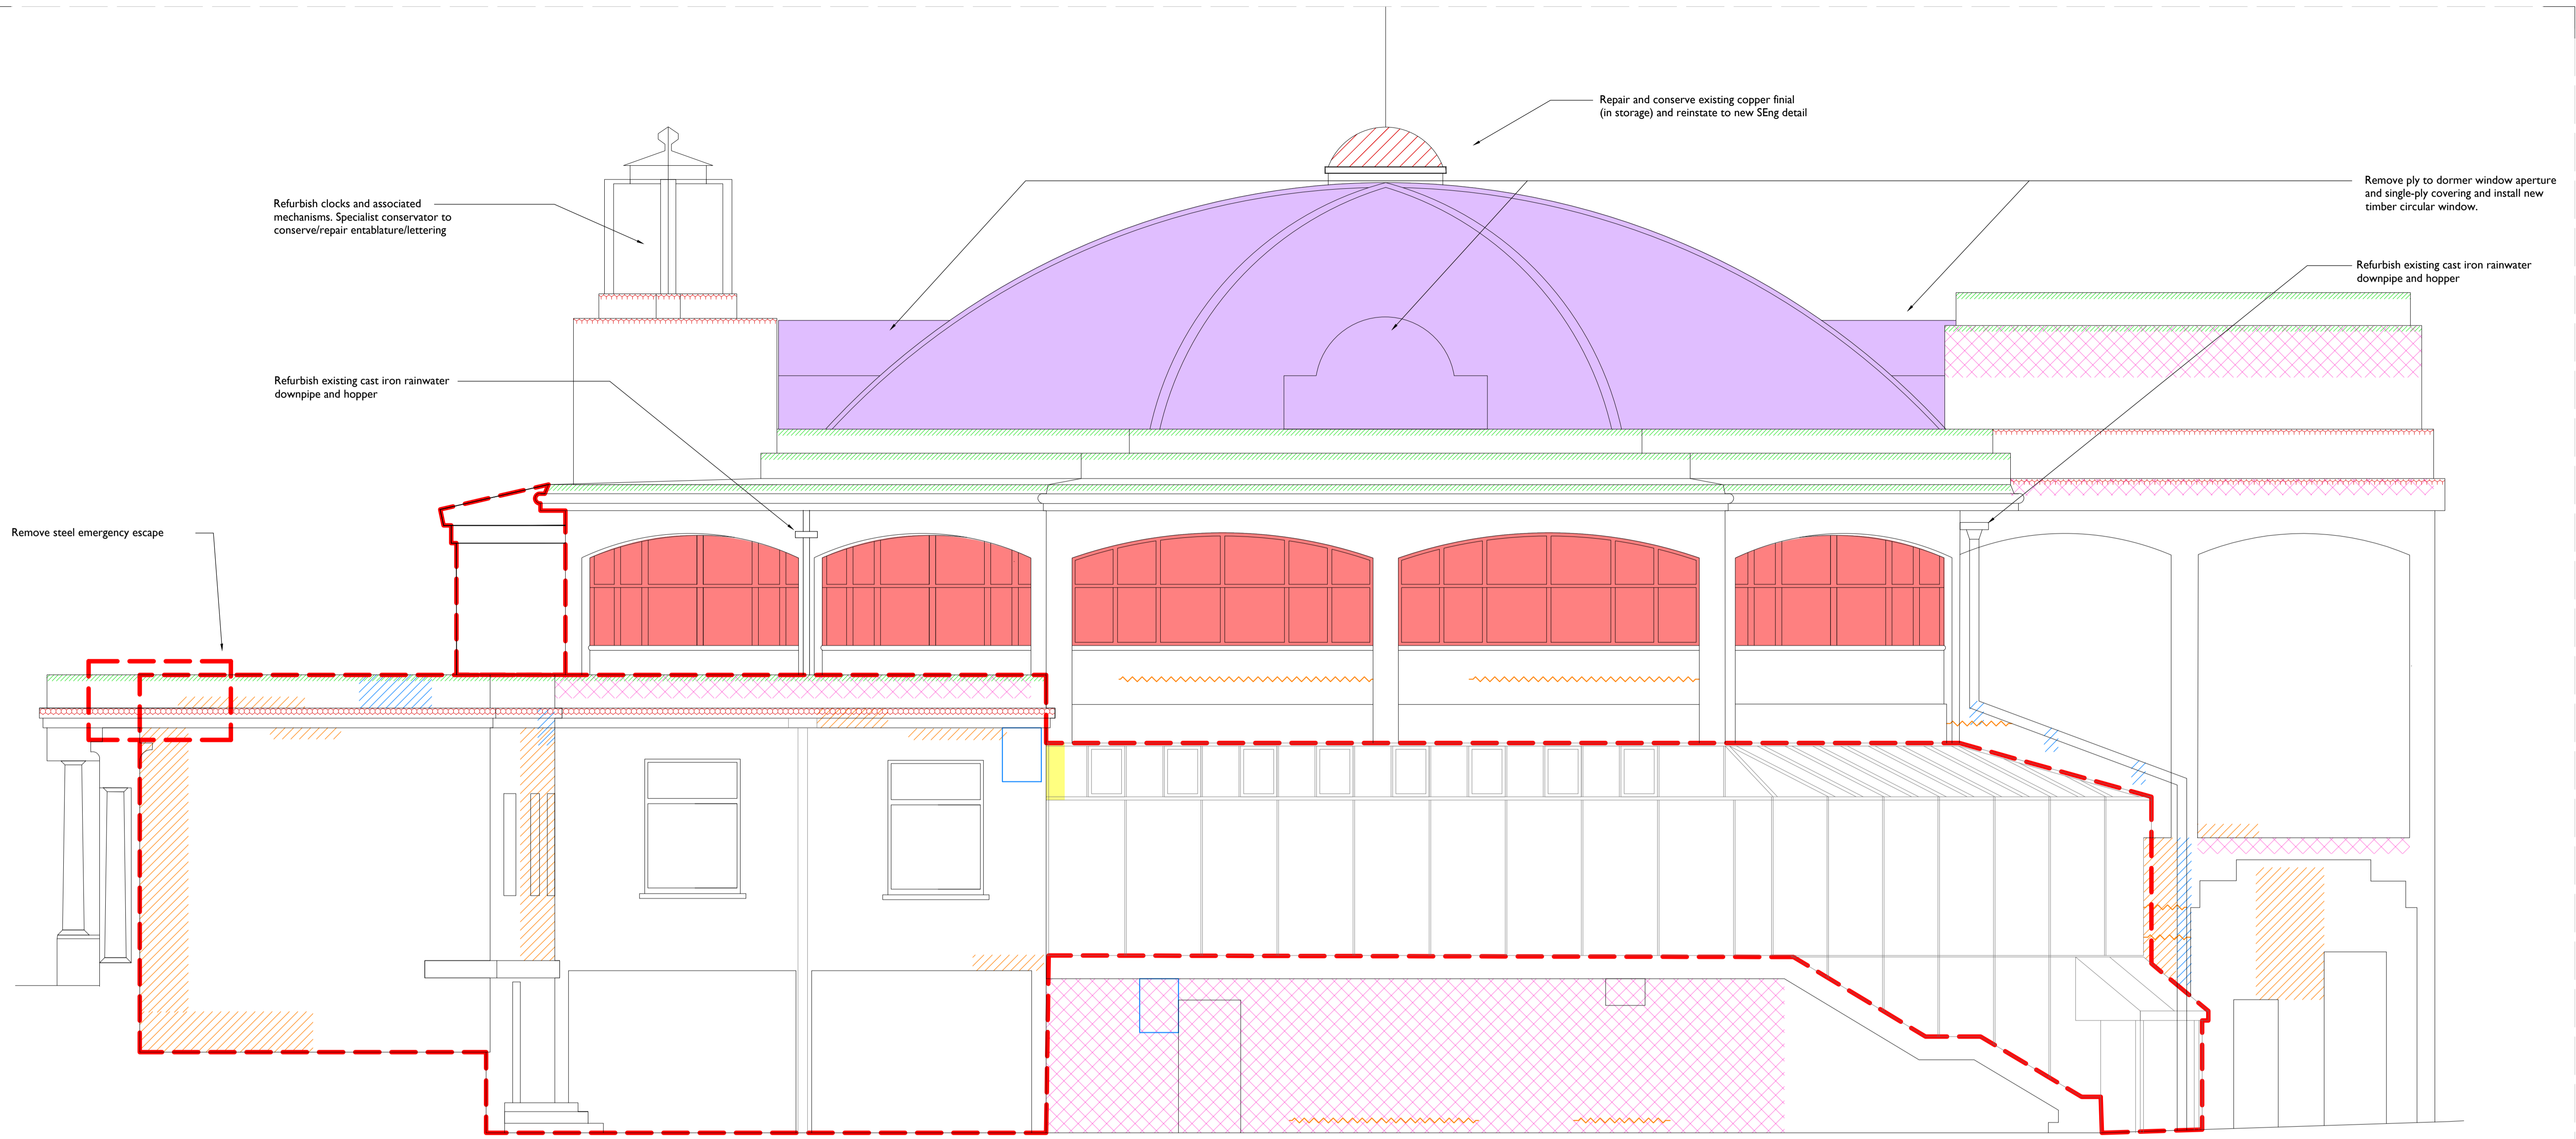 Repair and conserve existing copper finial
(in storage) and reinstate to new SEng detail
Remove ply to dormer window aperture
and single-ply covering and install new
timber circular window.
Refurbish clocks and associated
mechanisms. Specialist conservator to
conserve/repair entablature/lettering
Refurbish existing cast iron rainwater
downpipe and hopper
Refurbish existing cast iron rainwater
downpipe and hopper
Remove steel emergency escape